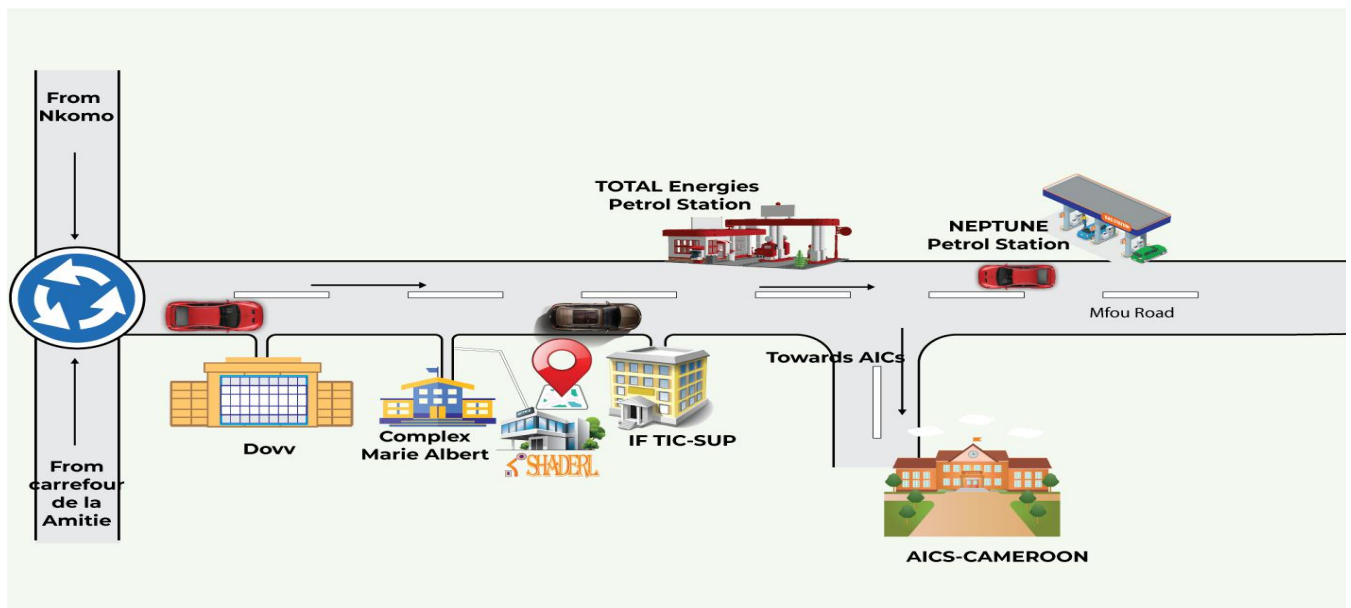 From
Nkomo
TOTAL Energies
Petrol Station
NEPTUNE
Petrol Station
Mfou Road
Towards AICs
Dovv
Complex
Marie Albert
SHADERL
IF TIC-SUP
From
carrefour
de la
Amitie
AICS-CAMEROON